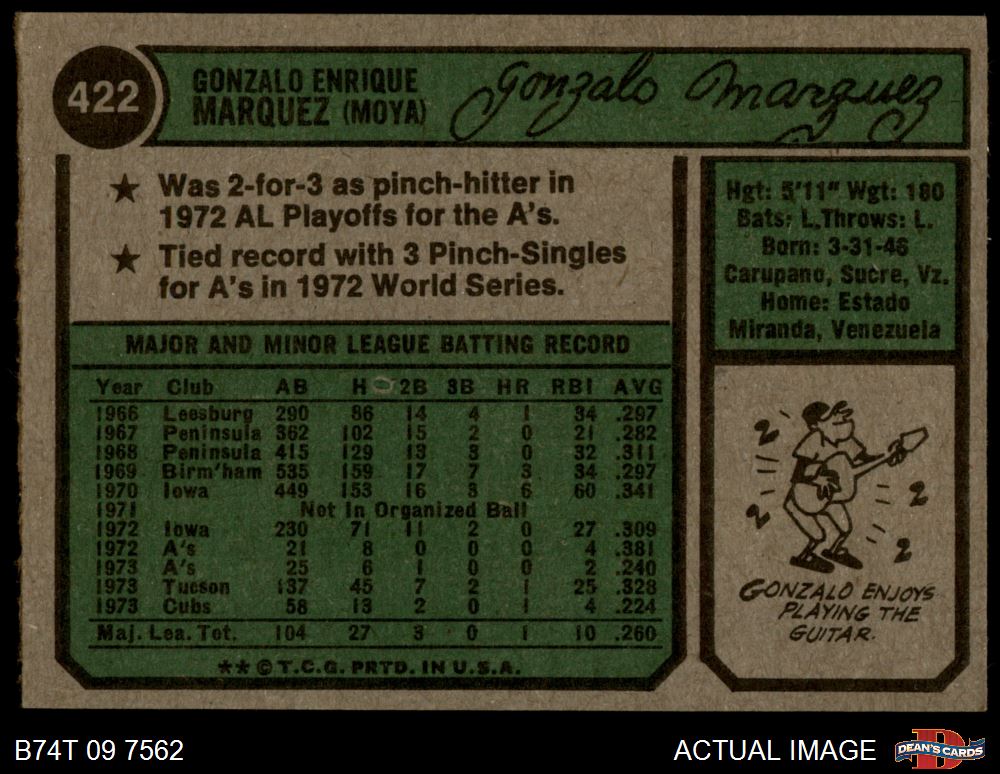 422
GONZALO ENRIQUE
MARQUEZ (MOYA)
Gonzalo Marquez
★ Was 2-for-3 as pinch-hitter in
1972 AL Playoffs for the A's.
★ Tied record with 3 Pinch-Singles
for A's in 1972 World Series.
Hgt: 5'11" Wgt: 180
Bats: L. Throws: L.
Born: 3-31-46
Carupano, Sucre, Vz.
Home: Estado
Miranda, Venezuela
MAJOR AND MINOR LEAGUE BATTING RECORD
Year Club AB H 2B 3B HR RBI AVG
1966 Leesburg 290 86 14 4 1 34 .297
1967 Peninsula 362 102 15 2 0 21 .282
1968 Peninsula 415 129 13 3 0 32 .311
1969 Birm'ham 535 159 17 7 3 34 .297
1970 Iowa 449 153 16 3 6 60 .341
1971 Not In Organized Ball
1972 Iowa 230 71 11 2 0 27 .309
1972 A's 21 8 0 0 0 4 .381
1973 A's 25 6 1 0 0 2 .240
1973 Tucson 137 45 7 2 1 25 .328
1973 Cubs 58 13 2 0 1 4 .224
Maj. Lea. Tot. 104 27 3 0 1 10 .260
** © T.C.G. PRTD. IN U.S.A.
GONZALO ENJOYS
PLAYING THE
GUITAR.
B74T 09 7562
ACTUAL IMAGE
DEAN'S CARDS